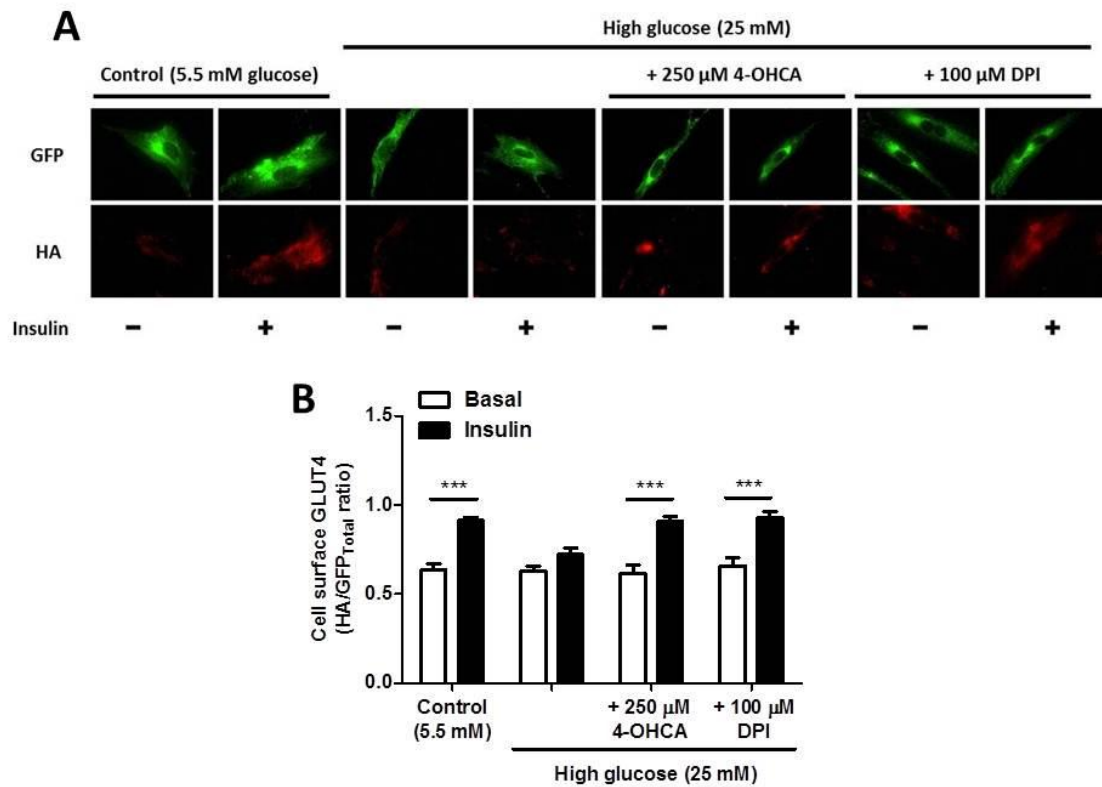 A
High glucose (25 mM)
Control (5.5 mM glucose)
+ 250 μM 4-OHCA
+ 100 μM DPI
GFP
HA
Insulin
− + − + − + − +
B
Basal
Insulin
1.5
1.0
0.5
0.0
Cell surface GLUT4
(HA/GFPTotal ratio)
***
***
***
Control
(5.5 mM)
+ 250 μM
4-OHCA
+ 100 μM
DPI
High glucose (25 mM)